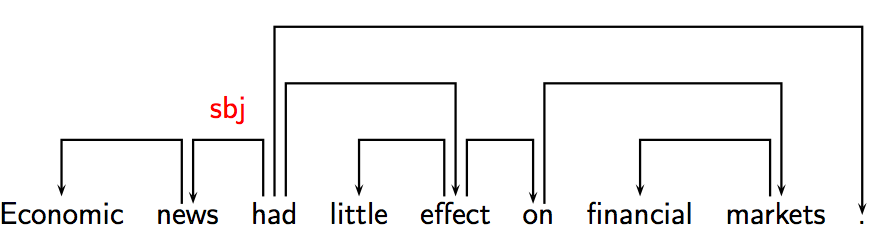 sbj
Economic news had little effect on financial markets .